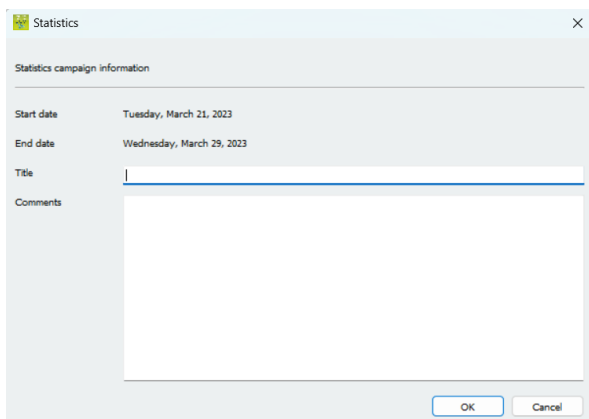 Statistics
Statistics campaign information
Start date Tuesday, March 21, 2023
End date Wednesday, March 29, 2023
Title
Comments
OK Cancel